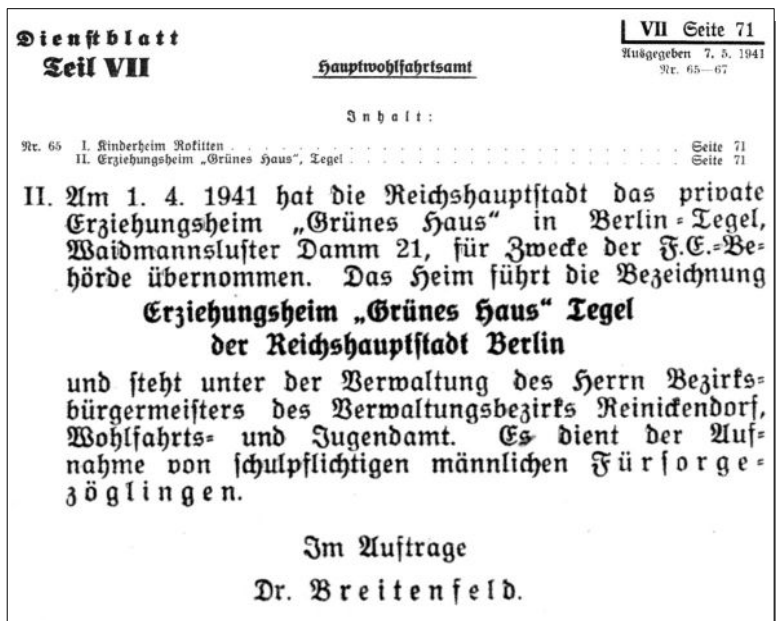 Dienstblatt
Teil VII
Hauptwohlfahrtsamt
VII Seite 71
Ausgegeben 7. 5. 1941
Nr. 65—67
Inhalt:
Nr. 65 I. Kinderheim Rokitten . . . . . . . . . . . . . . . . . . . . . . . . Seite 71
II. Erziehungsheim „Grünes Haus“, Tegel . . . . . . . . . . . . . . . . . . Seite 71
II. Am 1. 4. 1941 hat die Reichshauptstadt das private
Erziehungsheim „Grünes Haus“ in Berlin-Tegel,
Waidmannsluster Damm 21, für Zwecke der F.E.-Be-
hörde übernommen. Das Heim führt die Bezeichnung
Erziehungsheim „Grünes Haus“ Tegel
der Reichshauptstadt Berlin
und steht unter der Verwaltung des Herrn Bezirks-
bürgermeisters des Verwaltungsbezirks Reinickendorf,
Wohlfahrts- und Jugendamt. Es dient der Auf-
nahme von schulpflichtigen männlichen Fürsorge-
zöglingen.
Im Auftrage
Dr. Breitenfeld.